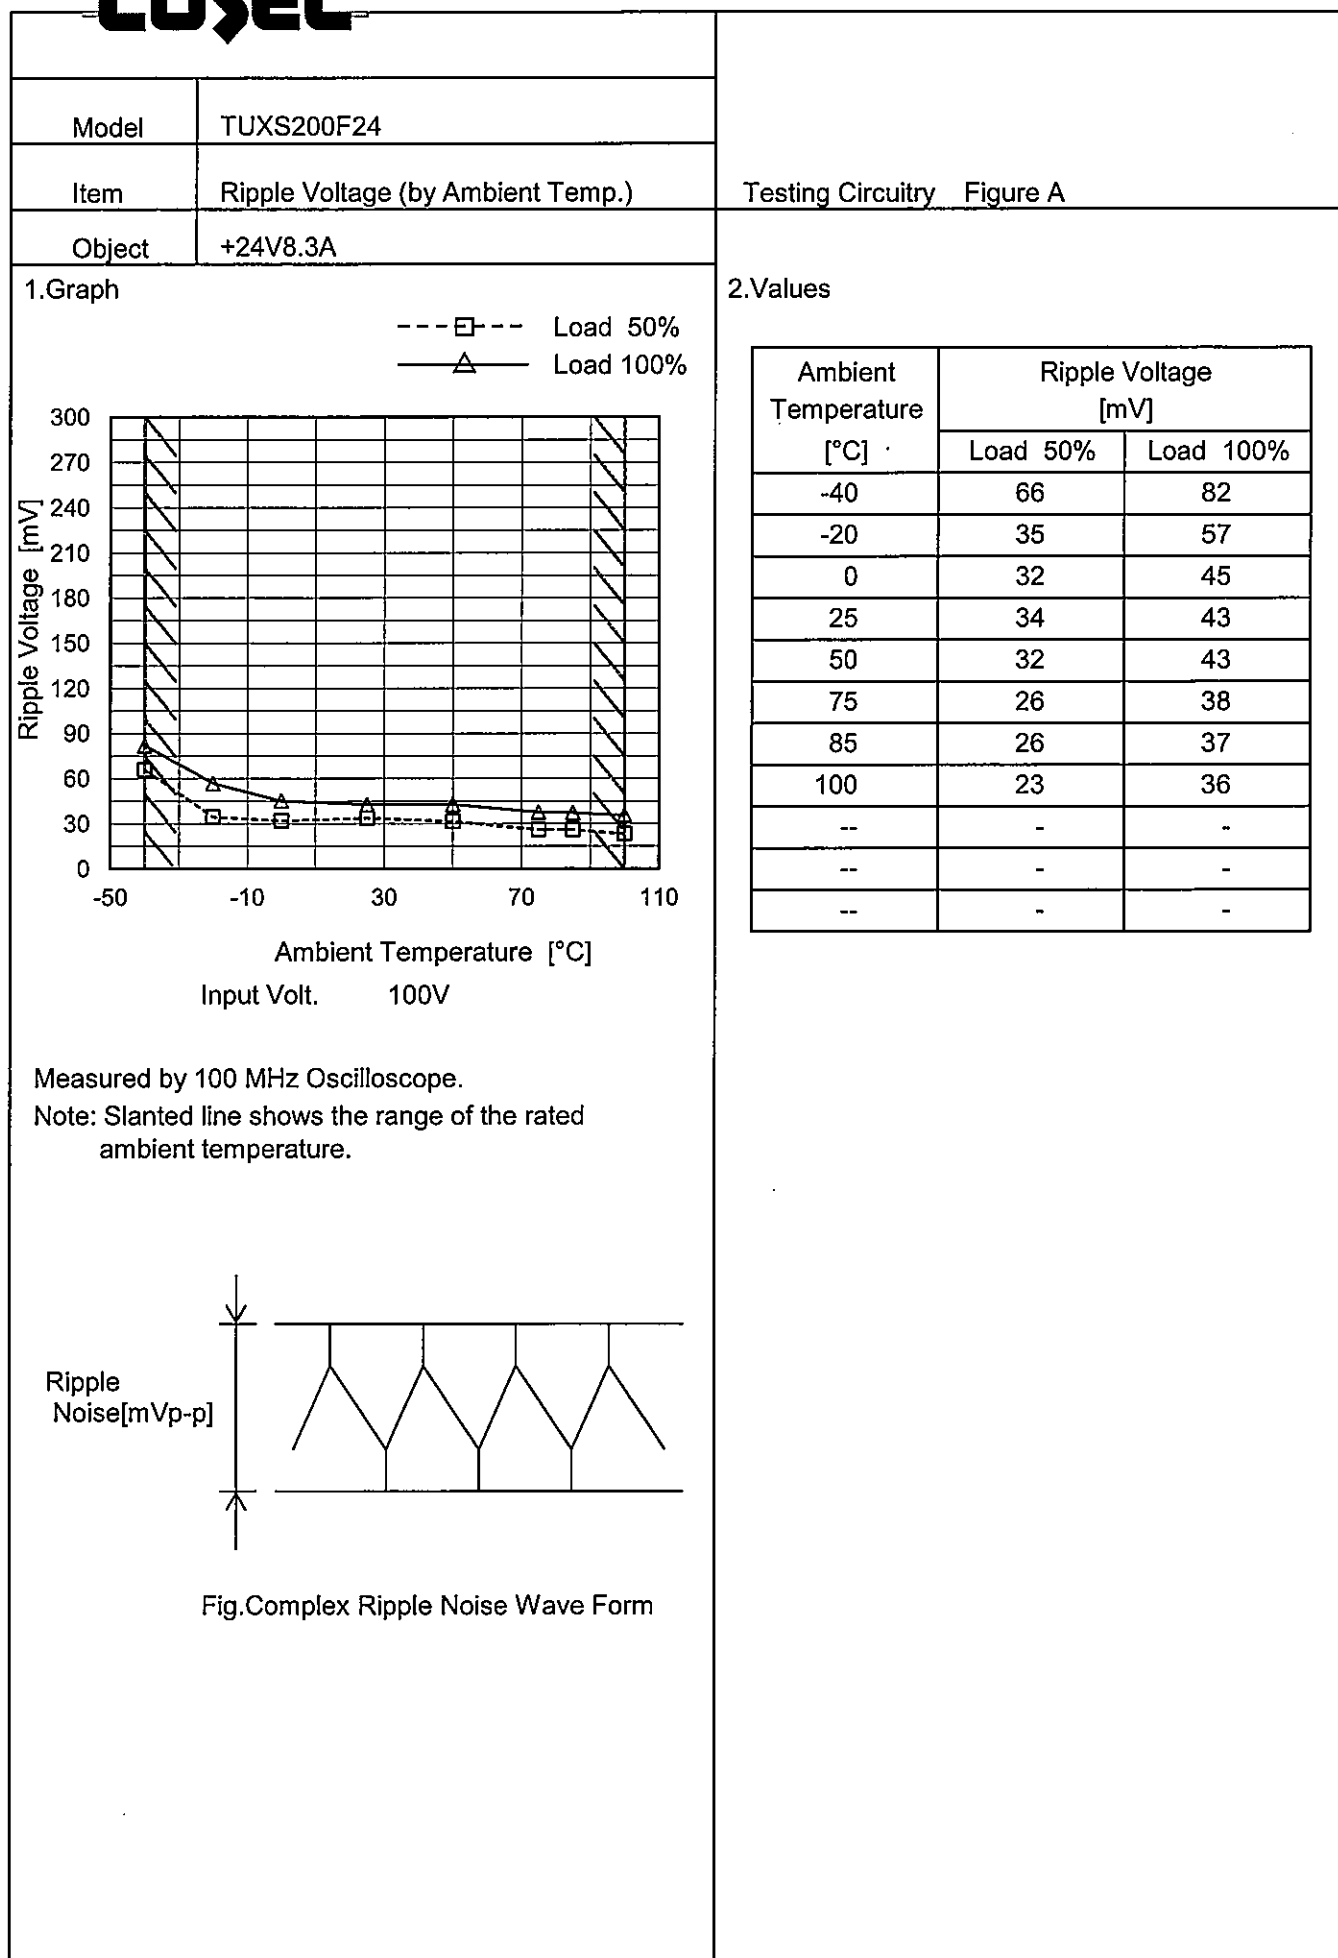 COSEL
Model TUXS200F24
Item Ripple Voltage (by Ambient Temp.) Testing Circuitry Figure A
Object +24V8.3A
1.Graph
Load 50%
Load 100%
300
270
240
210
180
150
120
90
60
30
0
Ripple Voltage [mV]
-50 -10 30 70 110
Ambient Temperature [°C]
Input Volt. 100V
Measured by 100 MHz Oscilloscope.
Note: Slanted line shows the range of the rated
ambient temperature.
Ripple
Noise[mVp-p]
Fig.Complex Ripple Noise Wave Form
2.Values
Ambient Ripple Voltage
Temperature [mV]
[°C] Load 50% Load 100%
-40 66 82
-20 35 57
0 32 45
25 34 43
50 32 43
75 26 38
85 26 37
100 23 36
-- - -
-- - -
-- - -